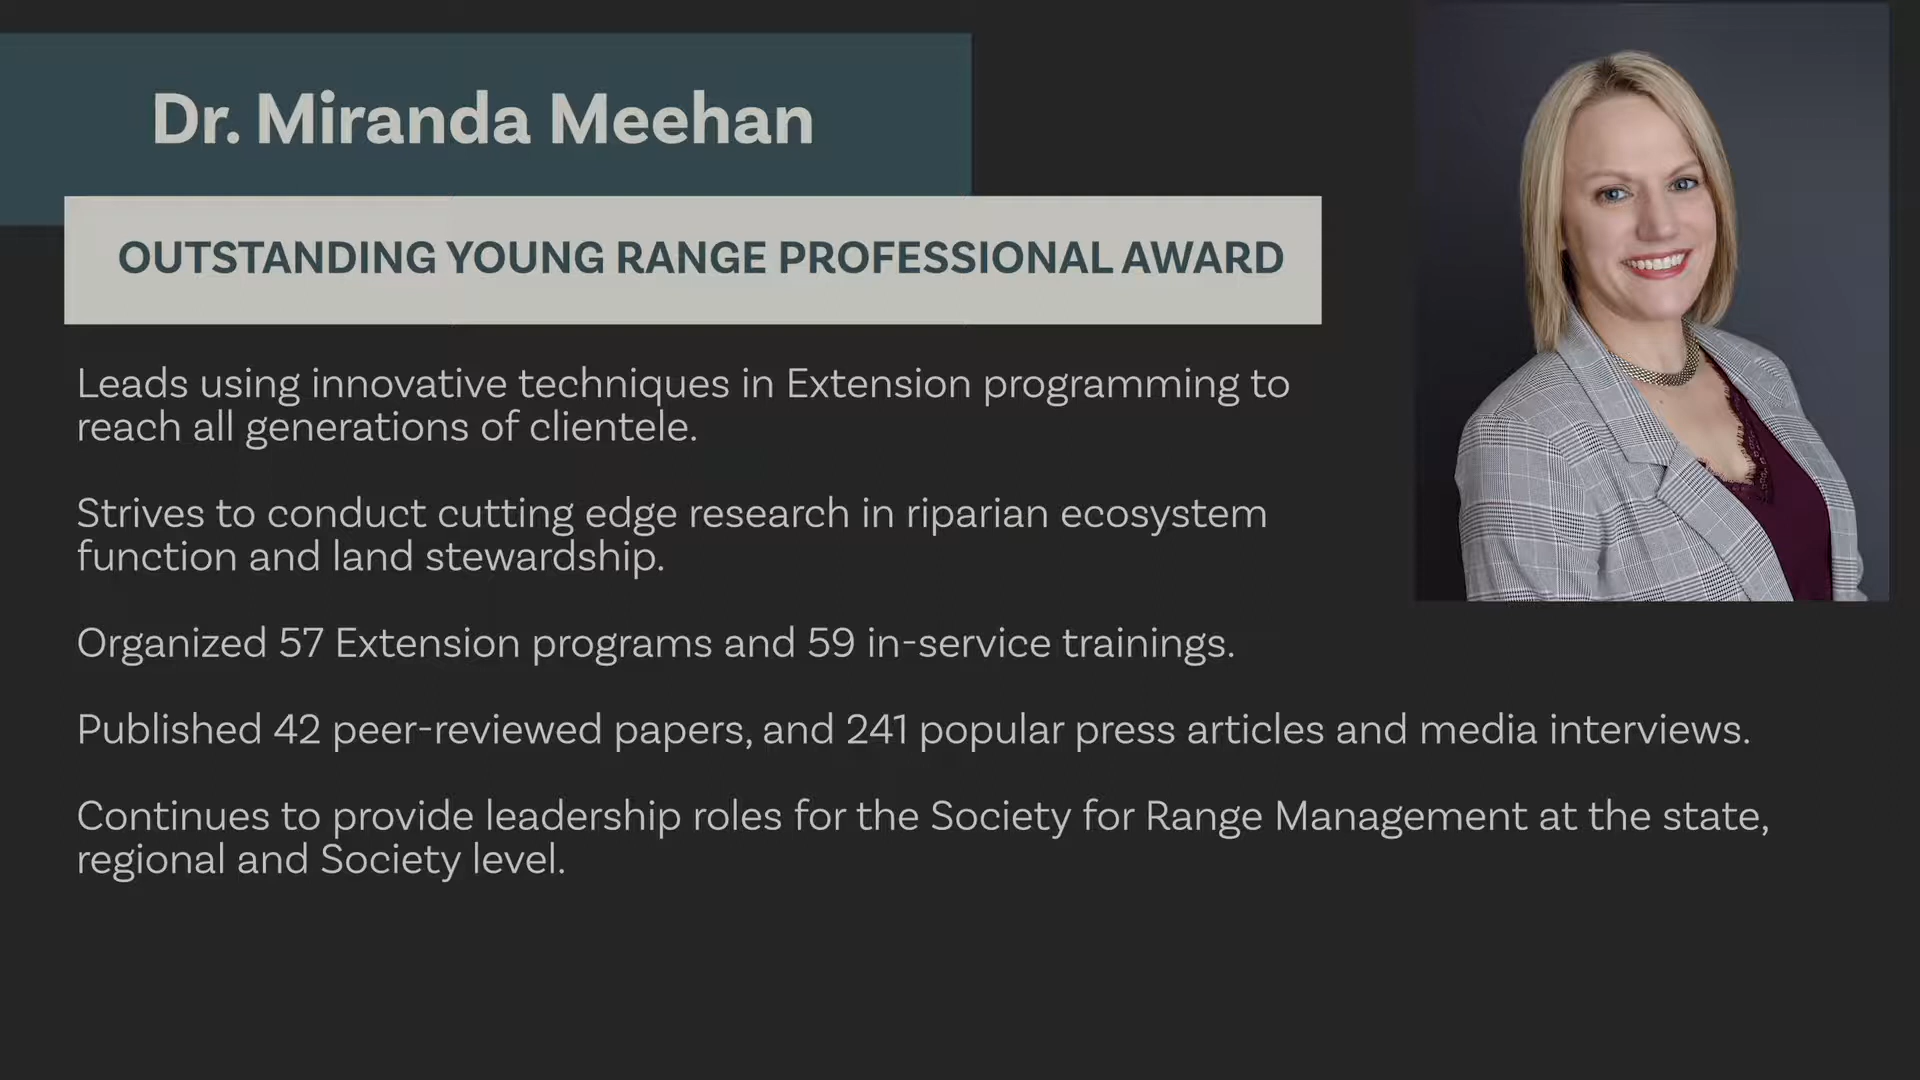 Dr. Miranda Meehan
OUTSTANDING YOUNG RANGE PROFESSIONAL AWARD
Leads using innovative techniques in Extension programming to
reach all generations of clientele.
Strives to conduct cutting edge research in riparian ecosystem
function and land stewardship.
Organized 57 Extension programs and 59 in-service trainings.
Published 42 peer-reviewed papers, and 241 popular press articles and media interviews.
Continues to provide leadership roles for the Society for Range Management at the state,
regional and Society level.